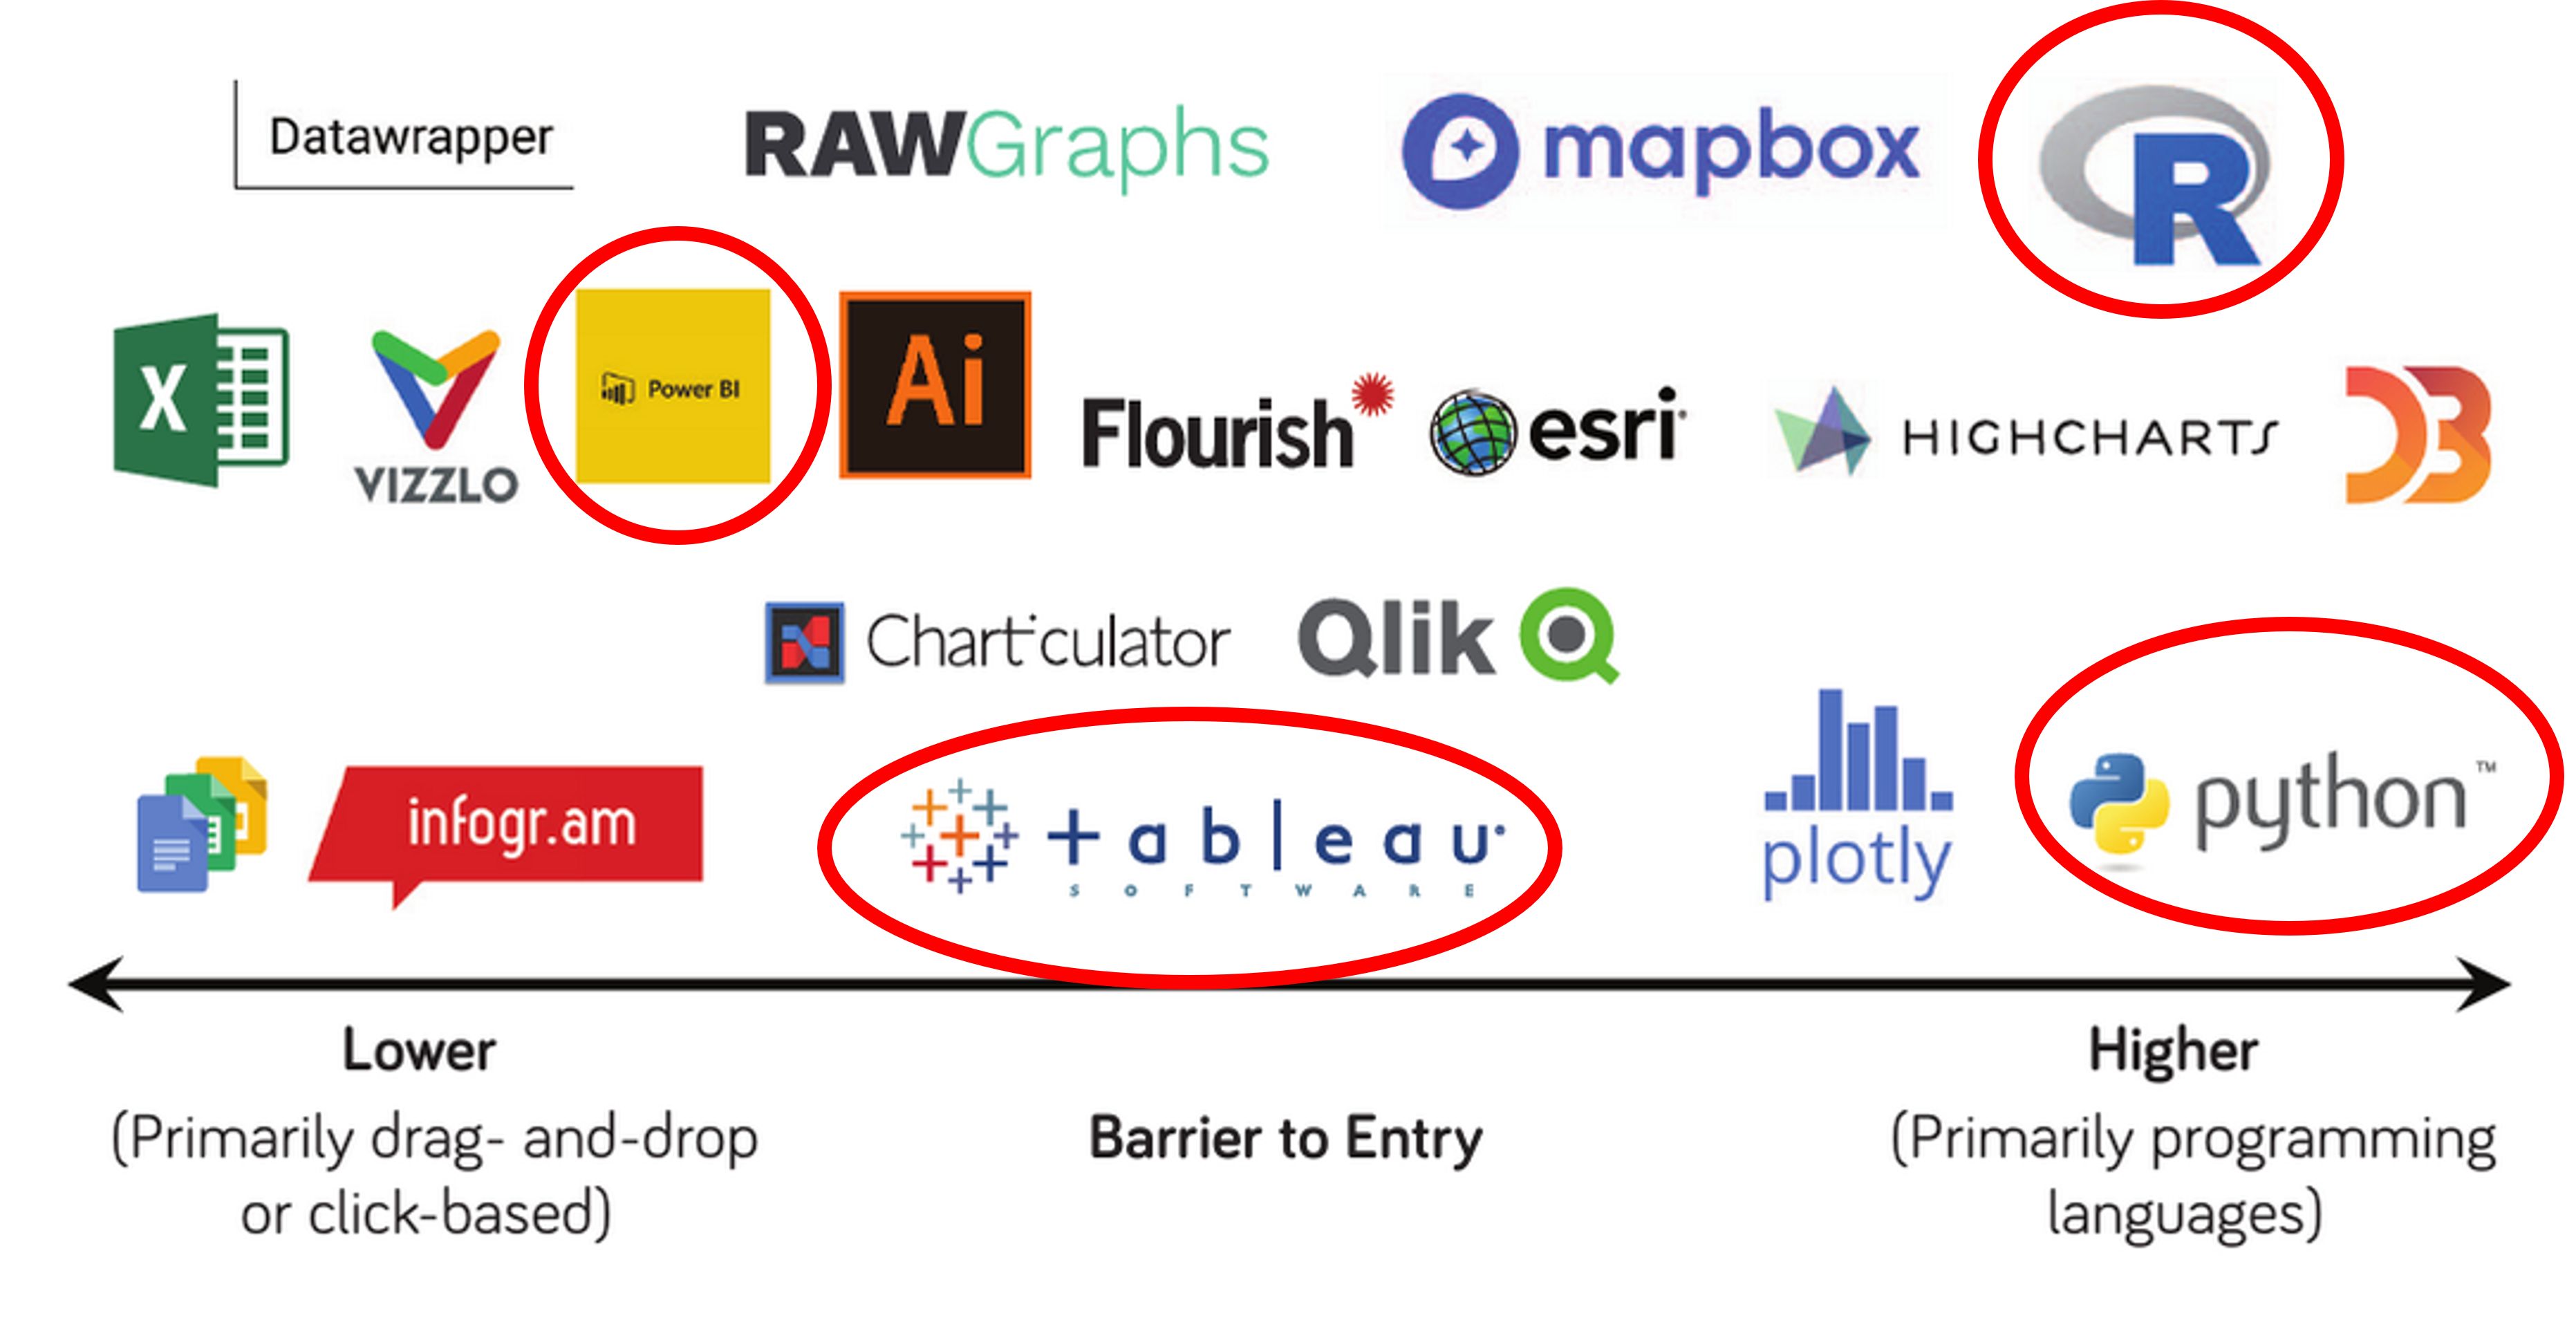 Datawrapper
RAWGraphs
mapbox
R
X
VIZZLO
Power BI
Ai
Flourish
esri
HIGHCHARTS
D3
Charticulator
Qlik
infogr.am
+ableau
SOFTWARE
plotly
python™
Lower
(Primarily drag- and-drop
or click-based)
Barrier to Entry
Higher
(Primarily programming
languages)